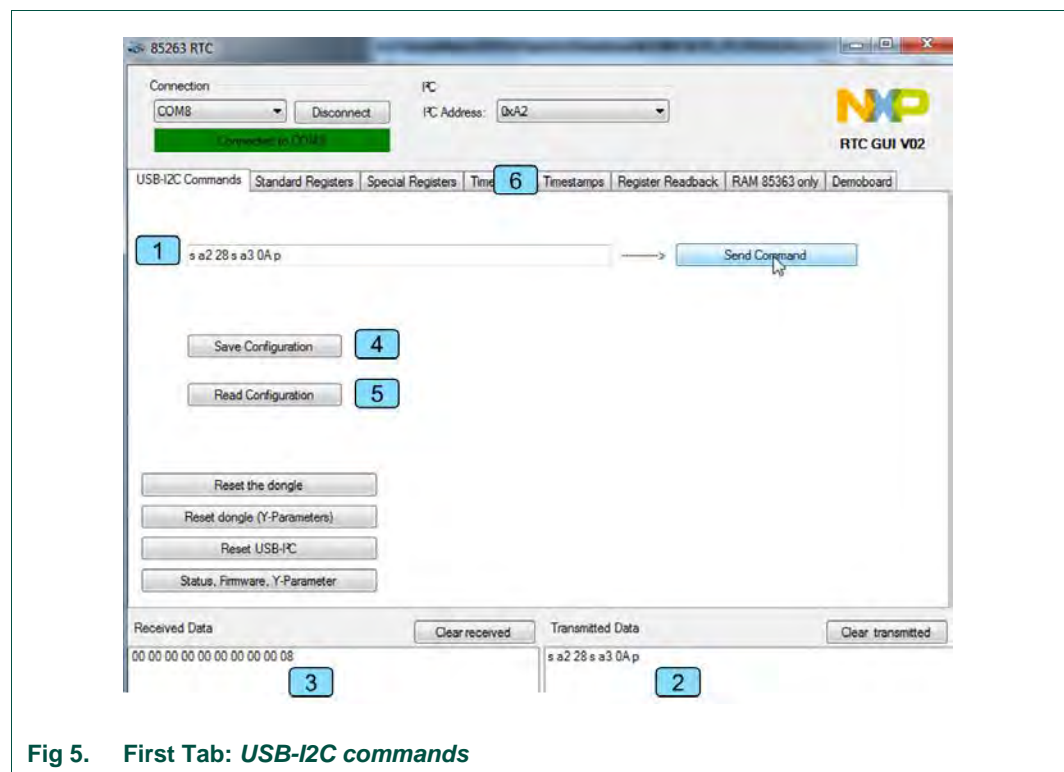 85263 RTC
Connection
I²C
COM8
Disconnect
I²C Address:
0xA2
Connected to COM8
NXP
RTC GUI V02
USB-I2C Commands
Standard Registers
Special Registers
Time
6
Timestamps
Register Readback
RAM 85363 only
Demoboard
1
s a2 28 s a3 0A p
----->
Send Command
Save Configuration
4
Read Configuration
5
Reset the dongle
Reset dongle (Y-Parameters)
Reset USB-I²C
Status, Firmware, Y-Parameter
Received Data
Clear received
Transmitted Data
Clear transmitted
00 00 00 00 00 00 00 00 00 08
s a2 28 s a3 0A p
3
2
Fig 5. First Tab: USB-I2C commands